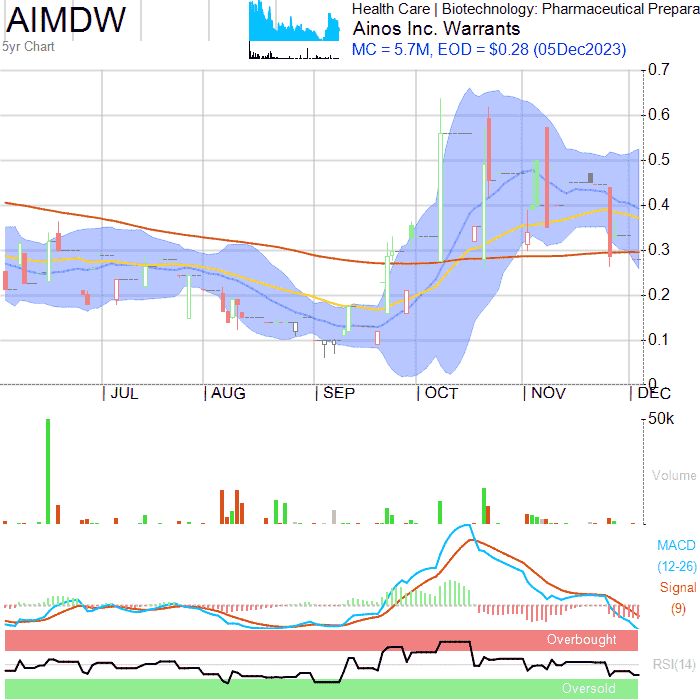 AIMDW
5yr Chart
Health Care | Biotechnology: Pharmaceutical Prepara
Ainos Inc. Warrants
MC = 5.7M, EOD = $0.28 (05Dec2023)
0.7
0.6
0.5
0.4
0.3
0.2
0.1
0
JUL
AUG
SEP
OCT
NOV
DEC
50k
Volume
MACD
(12-26)
Signal
(9)
Overbought
RSI(14)
Oversold